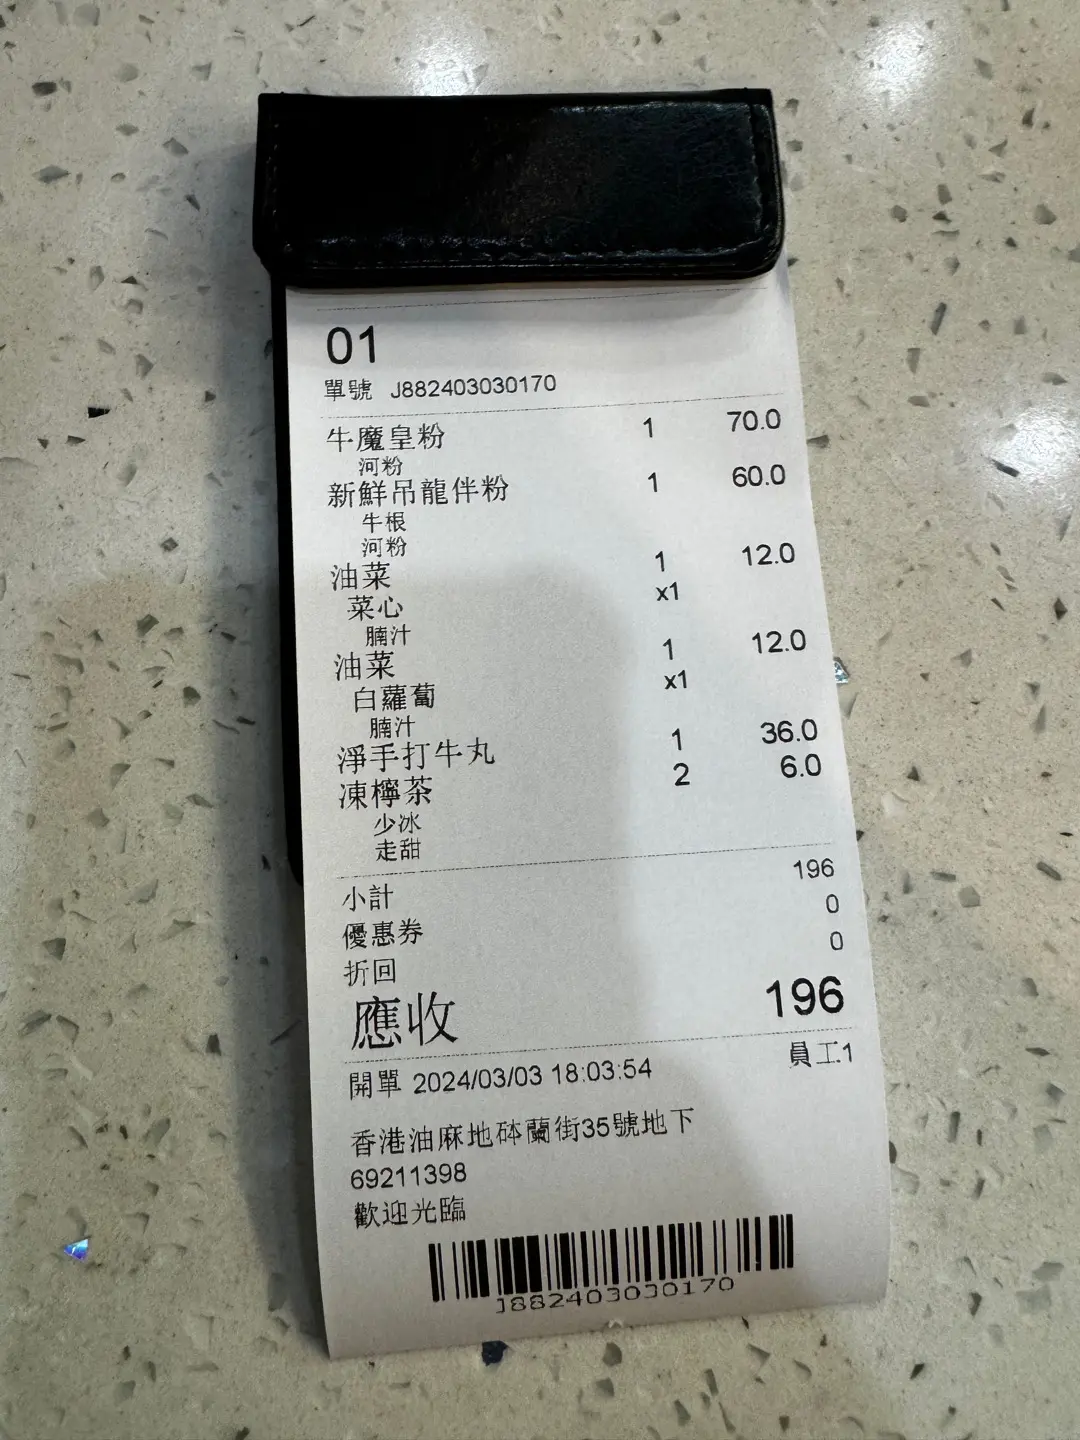 01
單號 J882403030170
牛魔皇粉 1 70.0
河粉
新鮮吊龍伴粉 1 60.0
牛根
河粉
油菜 1 12.0
菜心 x1
腩汁
油菜 1 12.0
白蘿蔔 x1
腩汁
淨手打牛丸 1 36.0
凍檸茶 2 6.0
少冰
走甜
小計 196
優惠券 0
折回 0
應收 196
開單 2024/03/03 18:03:54 員工1
香港油麻地砵蘭街35號地下
69211398
歡迎光臨
J882403030170